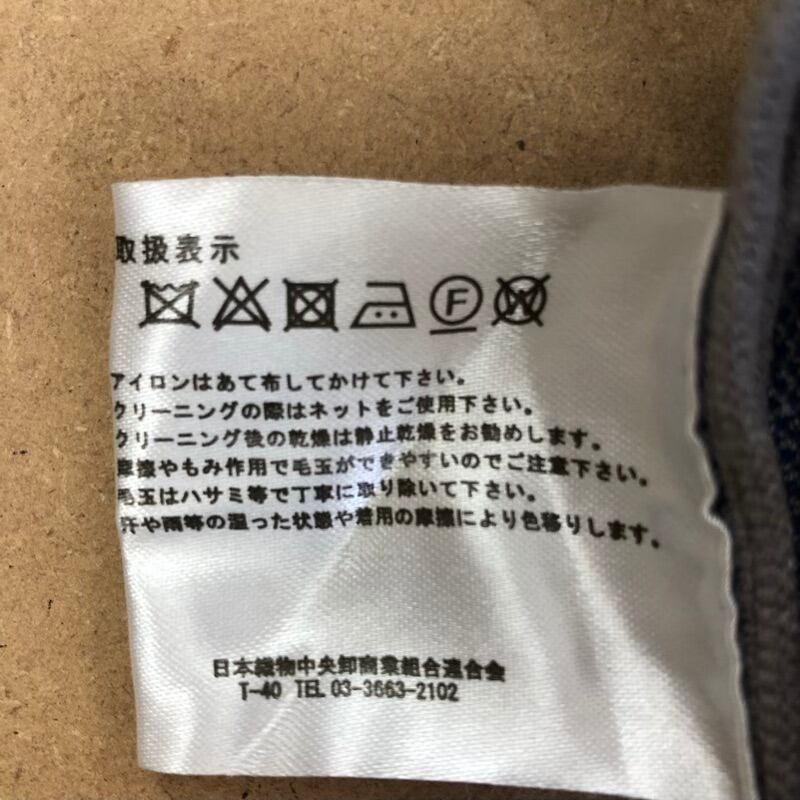 取扱表示
F W
アイロンはあて布してかけて下さい。
クリーニングの際はネットをご使用下さい。
クリーニング後の乾燥は静止乾燥をお勧めします。
摩擦やもみ作用で毛玉ができやすいのでご注意下さい。
毛玉はハサミ等で丁寧に取り除いて下さい。
汗や雨等の湿った状態や着用の摩擦により色移りします。
日本織物中央卸商業組合連合会
T-40 TEL 03-3663-2102